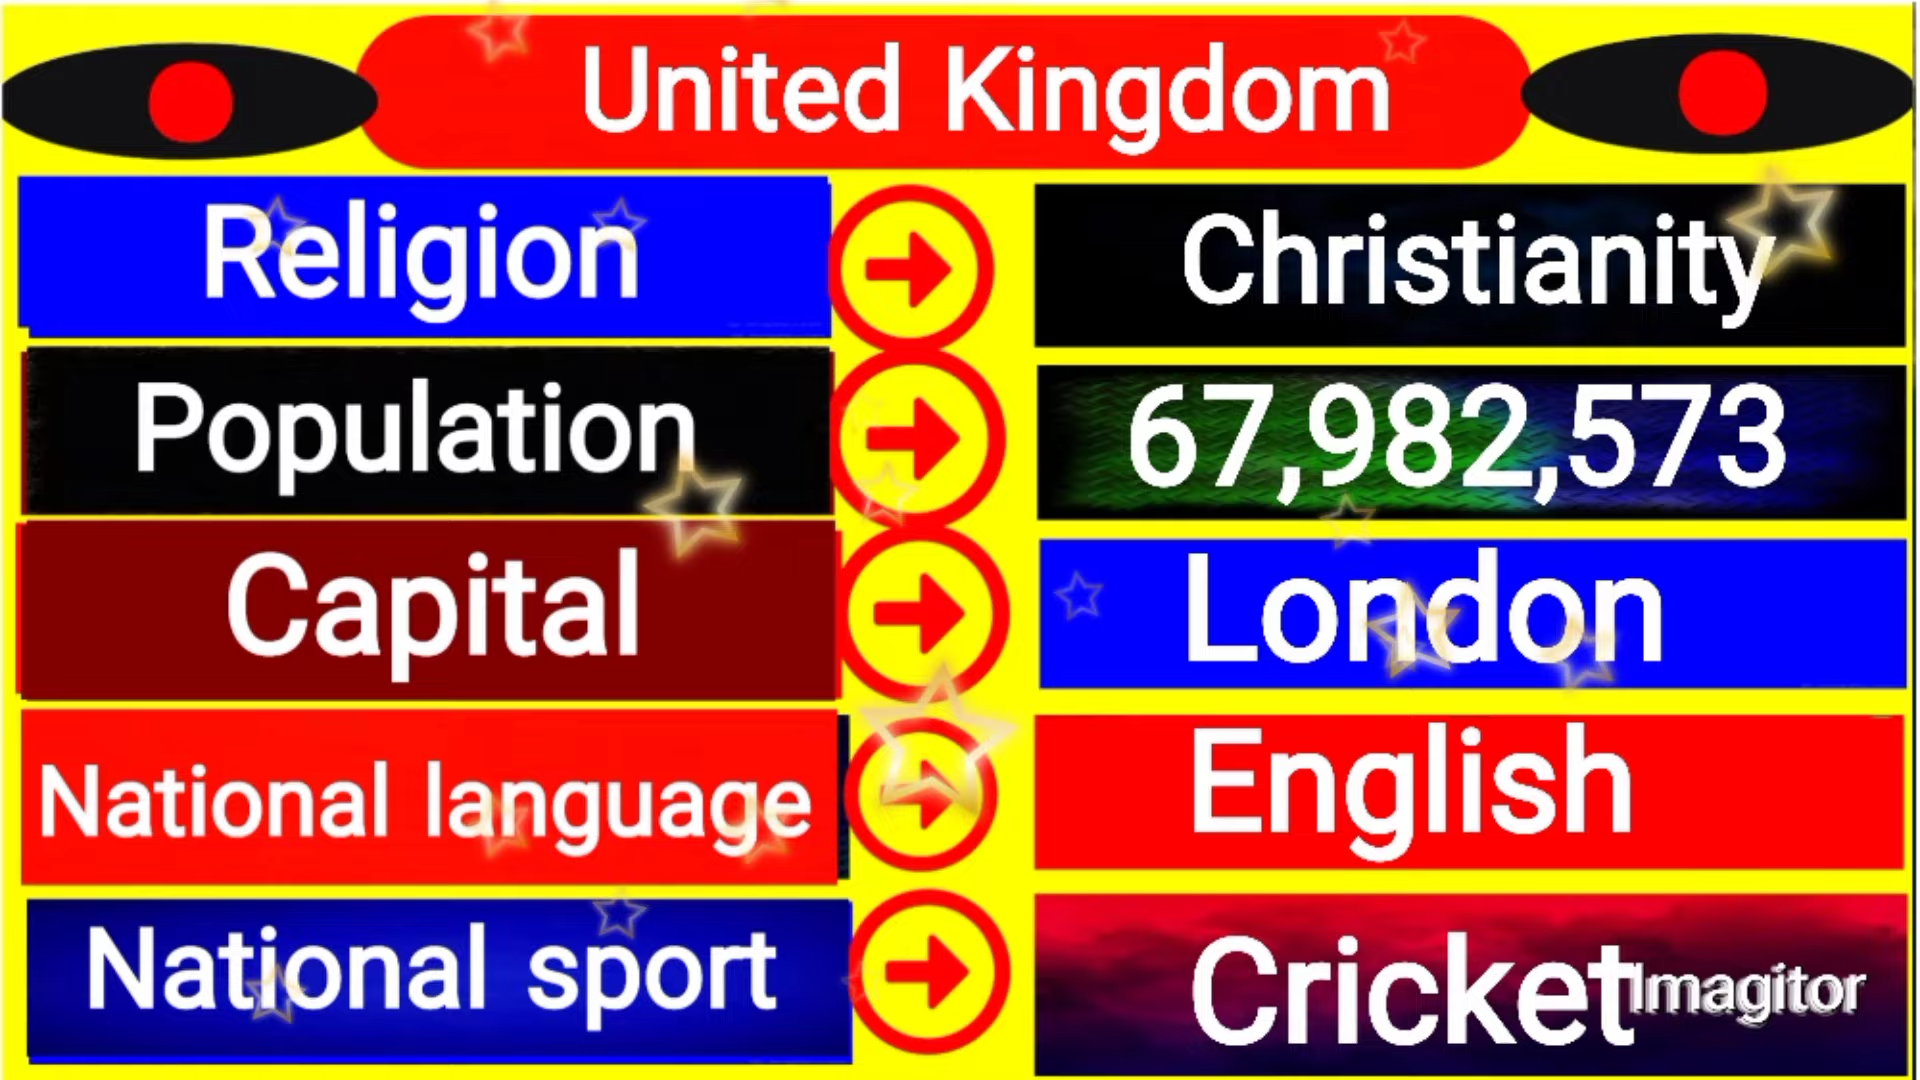 United Kingdom
Religion
Christianity
Population
67,982,573
Capital
London
National language
English
National sport
Cricket
Imagitor